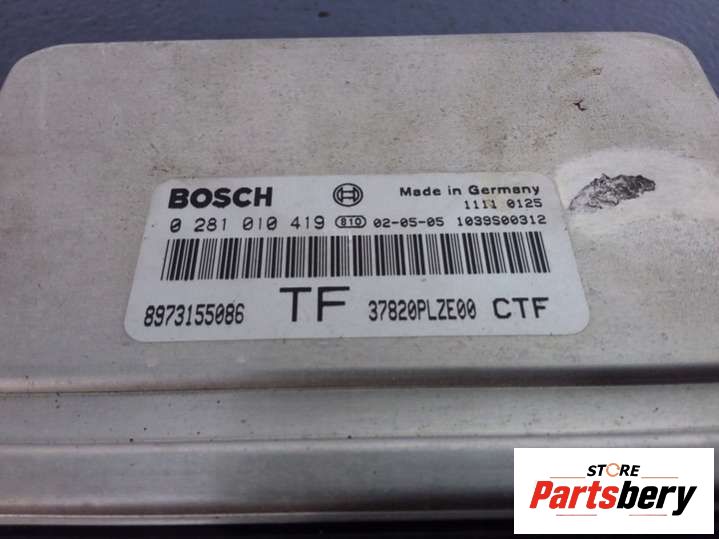 BOSCH Made in Germany
1111 0125
0 281 010 419 810 02-05-05 1039S00312
8973155086 TF 37820PLZE00 CTF
STORE
Partsbery